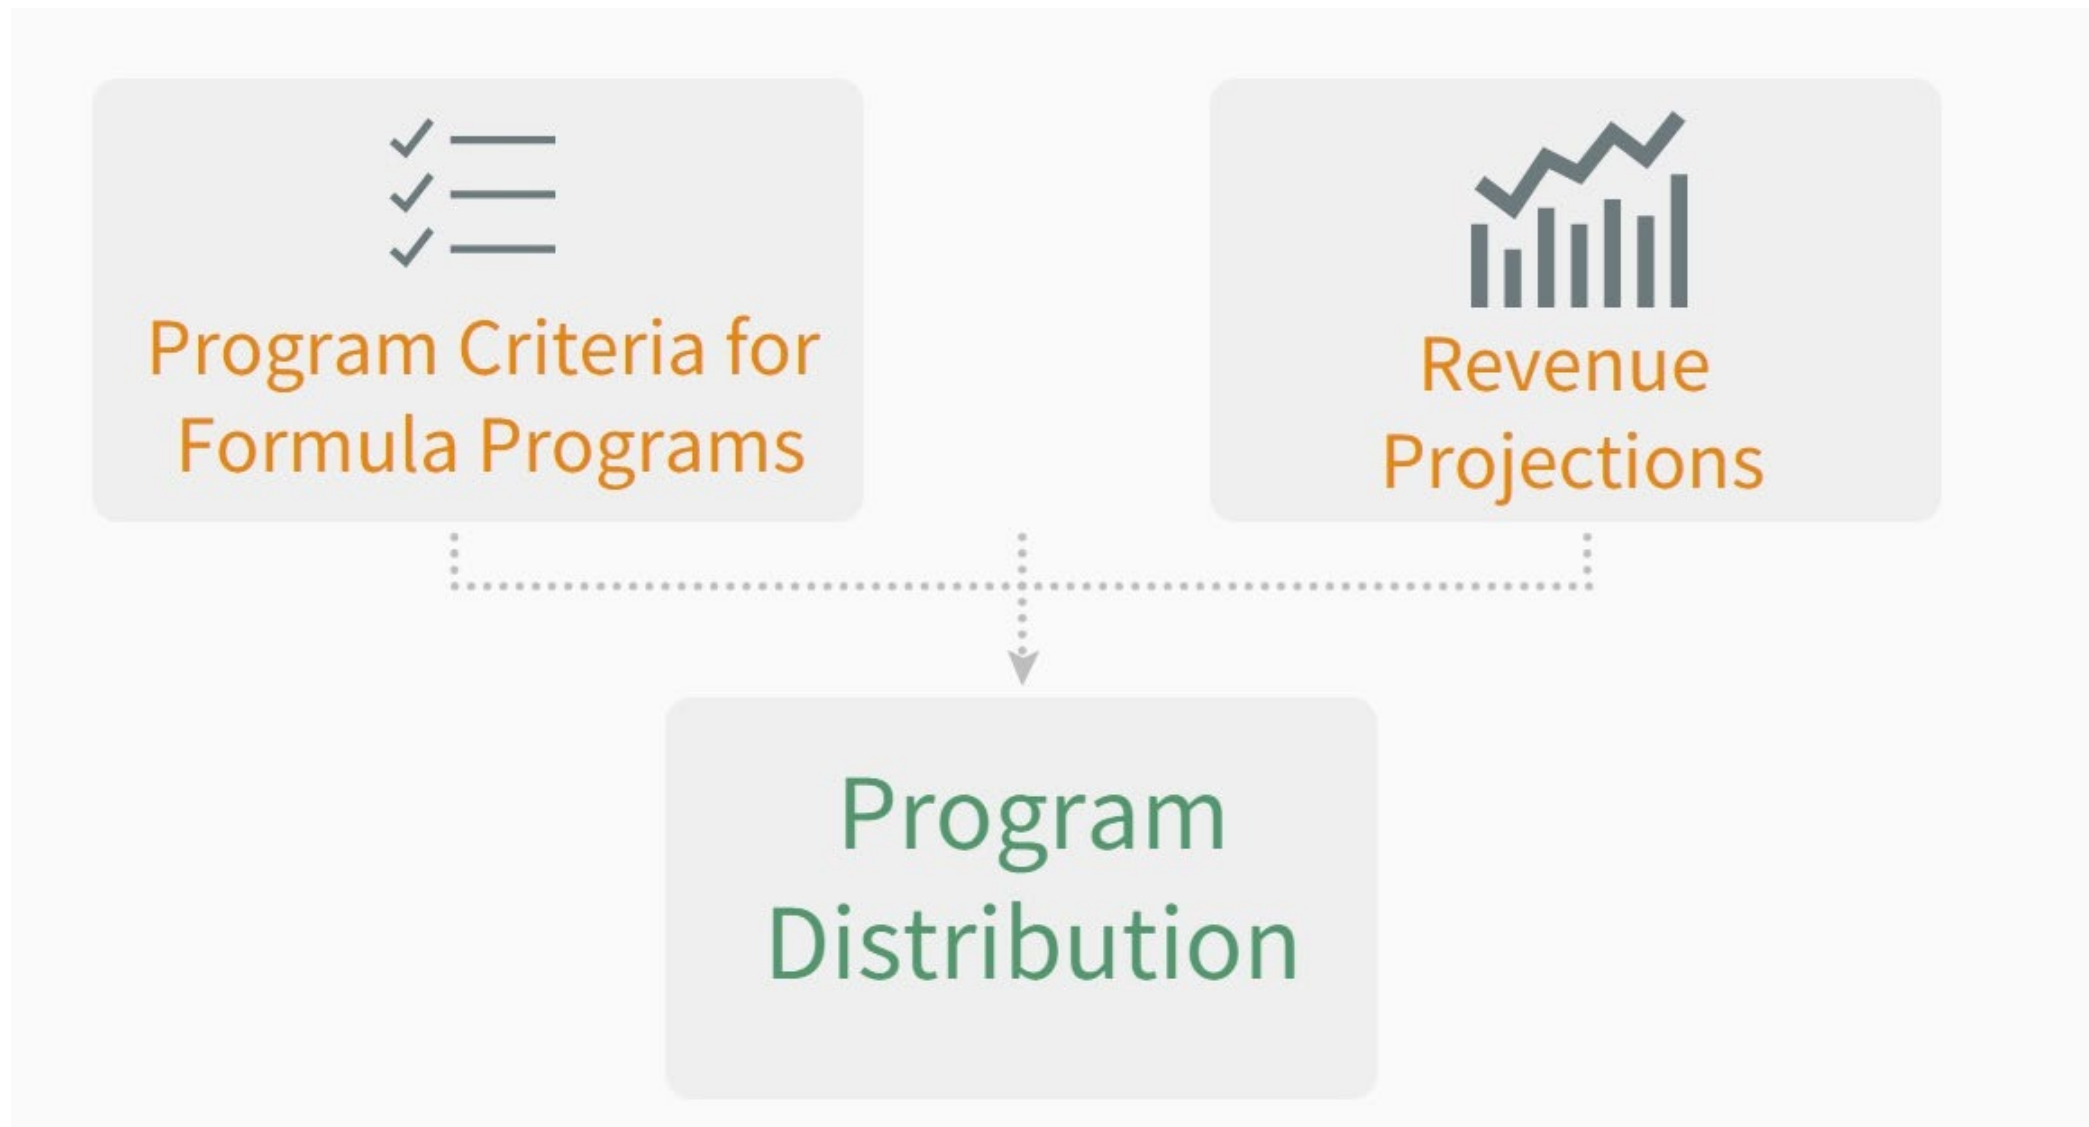 Program Criteria for
Formula Programs
Revenue
Projections
Program
Distribution